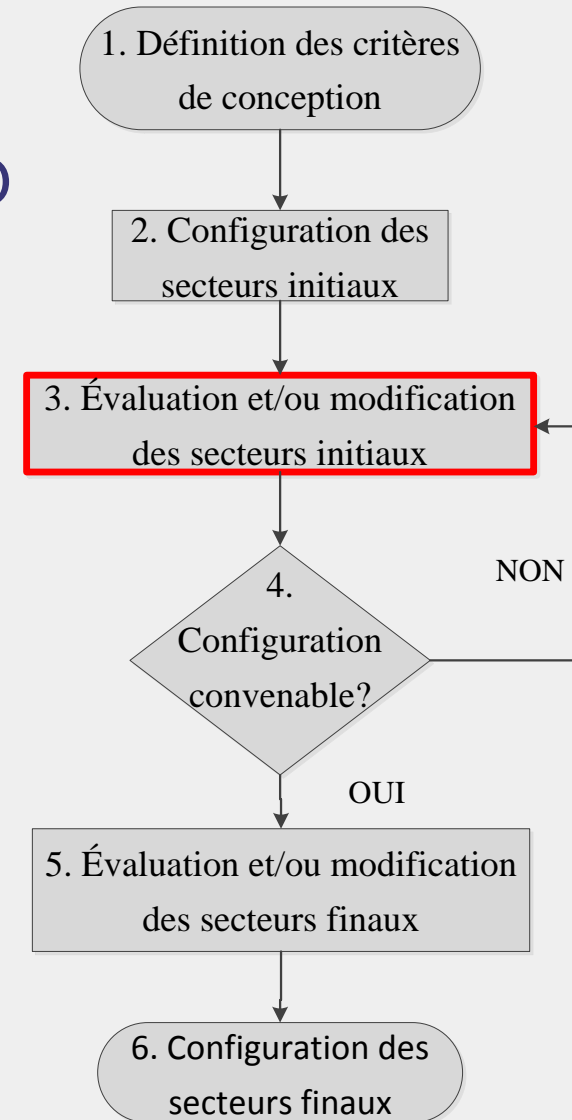 1. Définition des critères
de conception
2. Configuration des
secteurs initiaux
3. Évaluation et/ou modification
des secteurs initiaux
4.
Configuration
convenable?
NON
OUI
5. Évaluation et/ou modification
des secteurs finaux
6. Configuration des
secteurs finaux